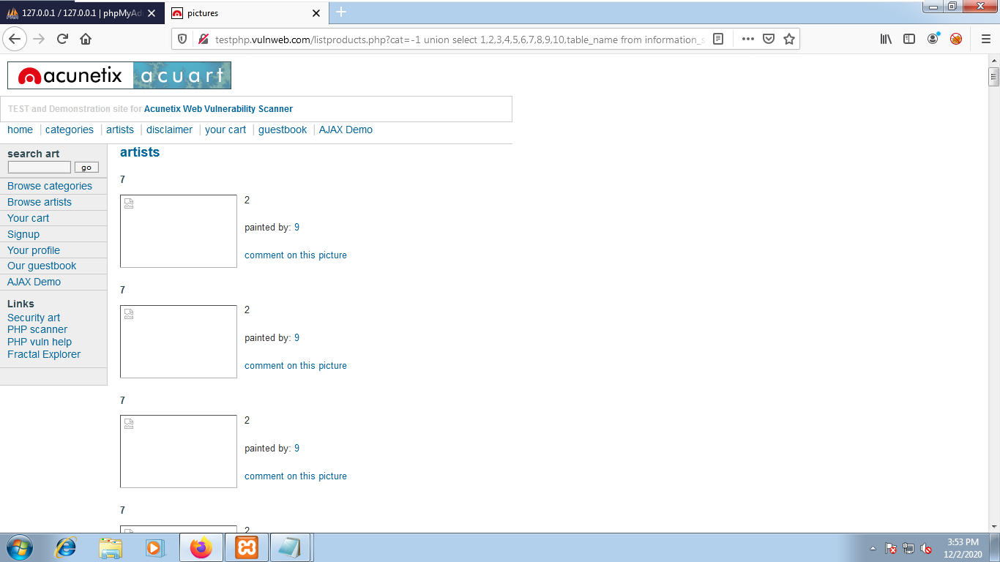 127.0.0.1 / 127.0.0.1 | phpMyAd
pictures
testphp.vulnweb.com/listproducts.php?cat=-1 union select 1,2,3,4,5,6,7,8,9,10,table_name from information_s
acunetix acuart
TEST and Demonstration site for Acunetix Web Vulnerability Scanner
home | categories | artists | disclaimer | your cart | guestbook | AJAX Demo
search art
go
Browse categories
Browse artists
Your cart
Signup
Your profile
Our guestbook
AJAX Demo
Links
Security art
PHP scanner
PHP vuln help
Fractal Explorer
artists
7
2
painted by: 9
comment on this picture
7
2
painted by: 9
comment on this picture
7
2
painted by: 9
comment on this picture
7
2
3:53 PM
12/2/2020